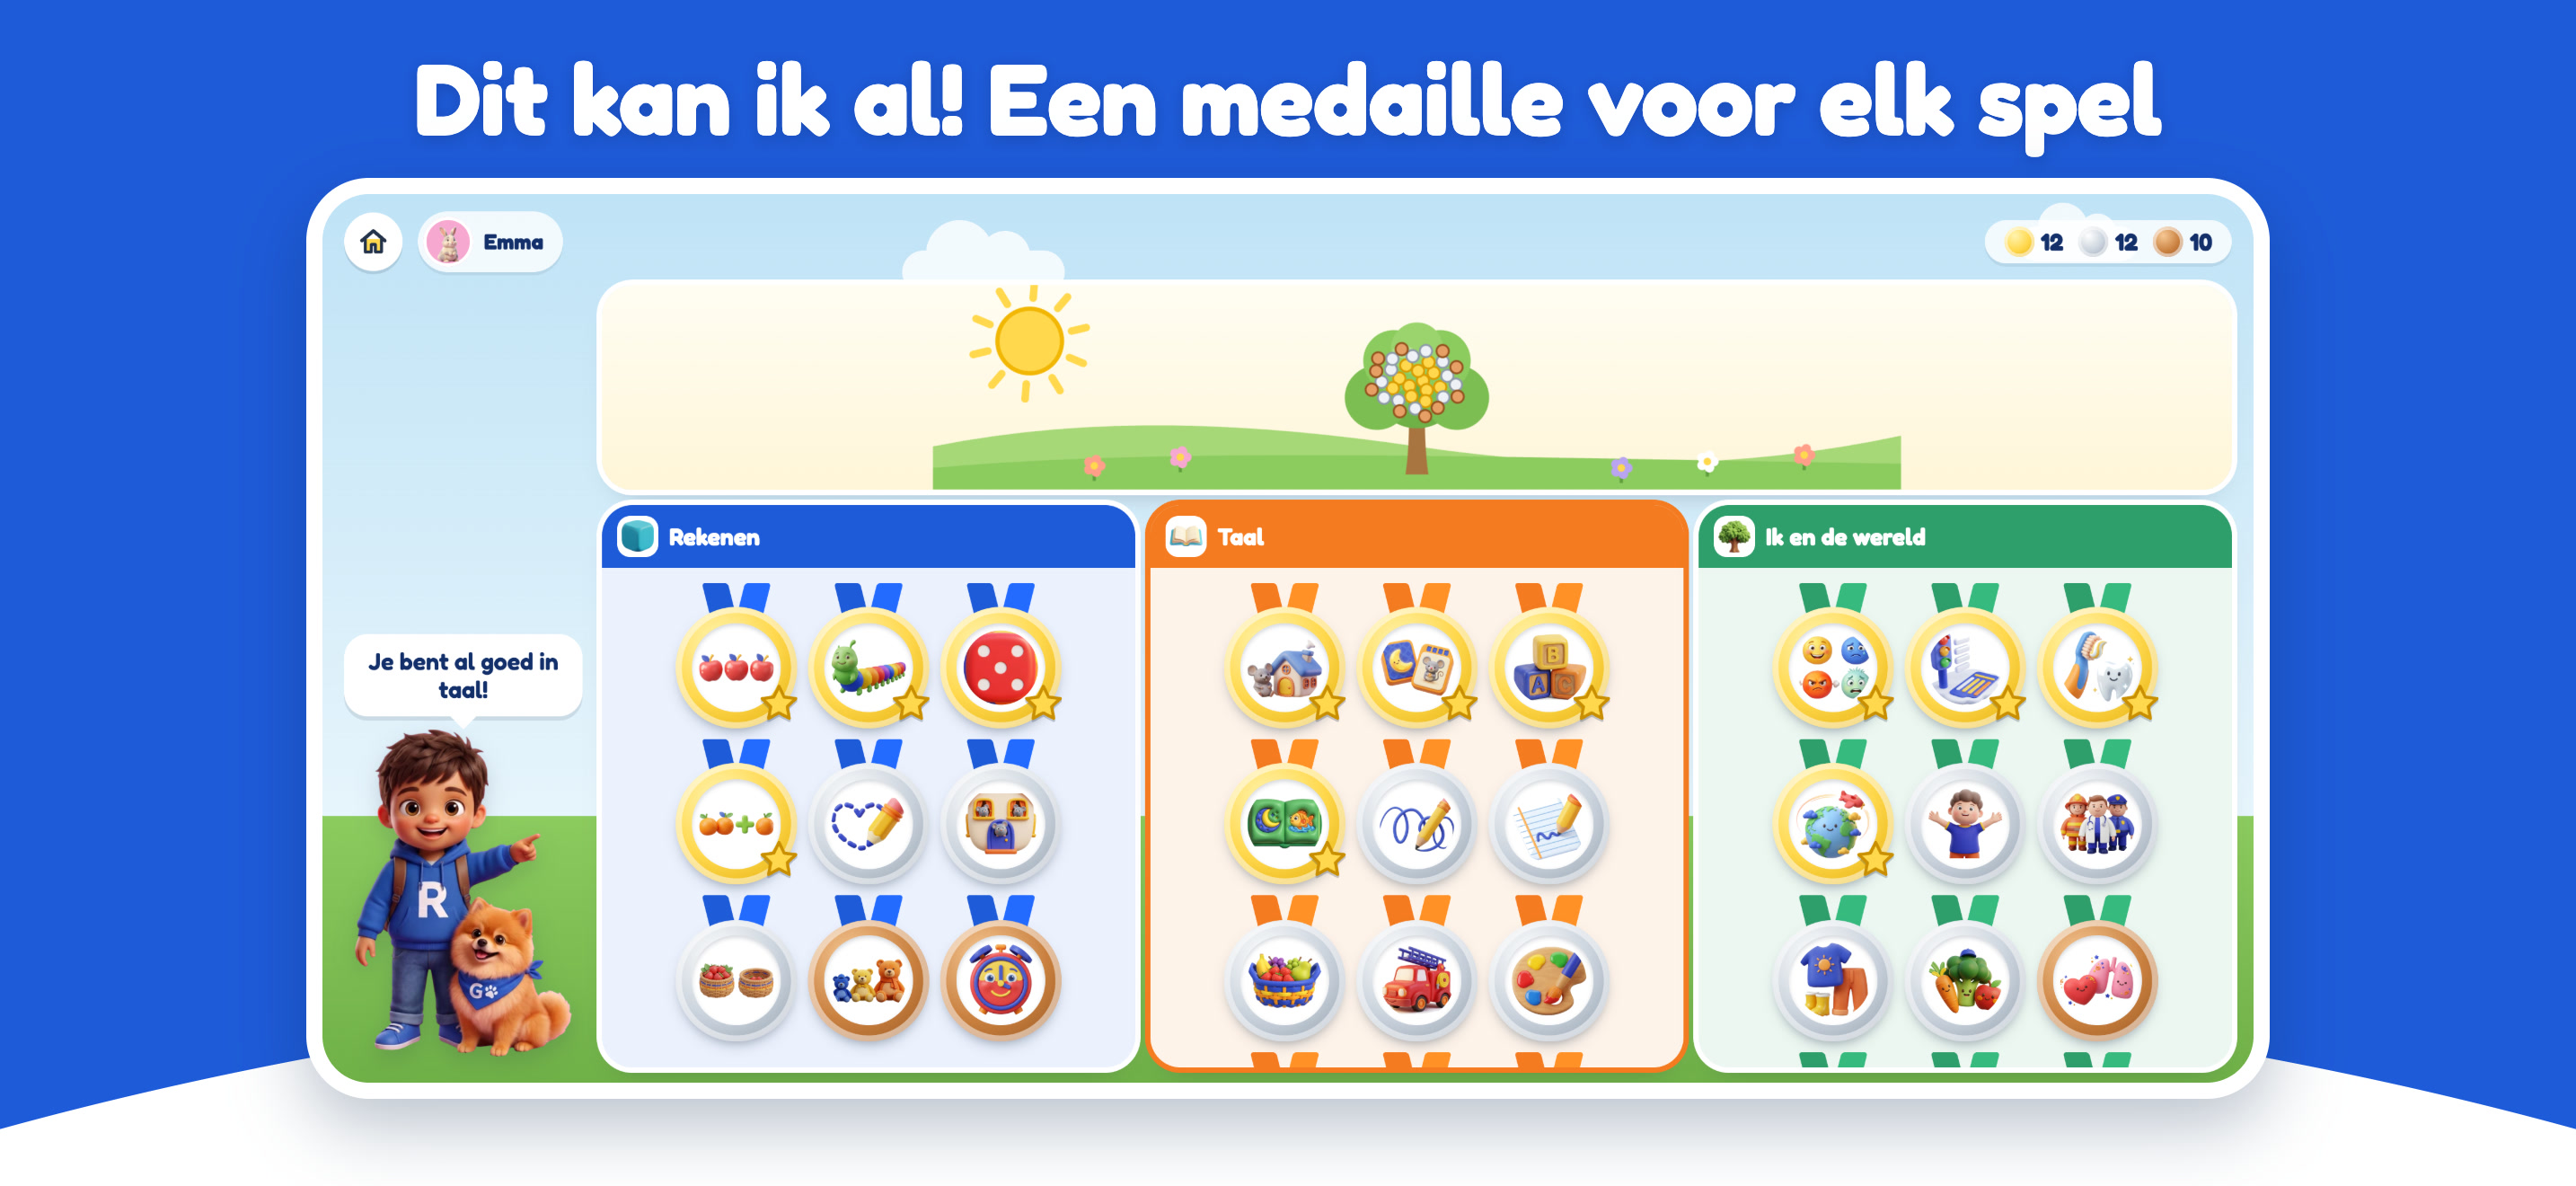 Dit kan ik al! Een medaille voor elk spel
Emma
12 12 10
Rekenen
Taal
Ik en de wereld
Je bent al goed in
taal!
B
A C
R
G